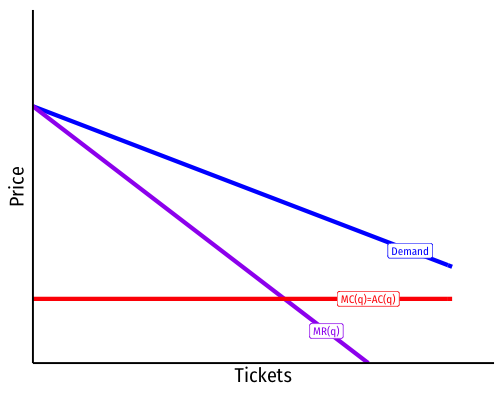 Price
Demand
MC(q)=AC(q)
MR(q)
Tickets